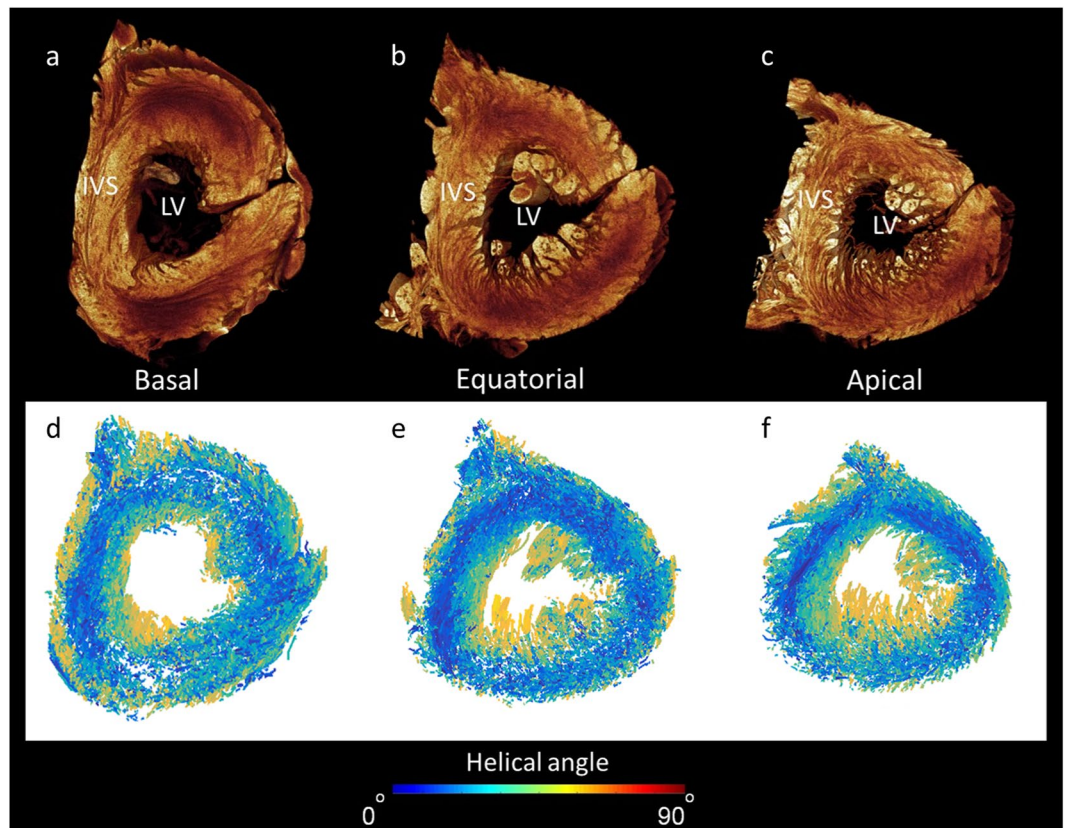 a b c
IVS LV IVS LV IVS LV
Basal Equatorial Apical
d e f
Helical angle
0° 90°